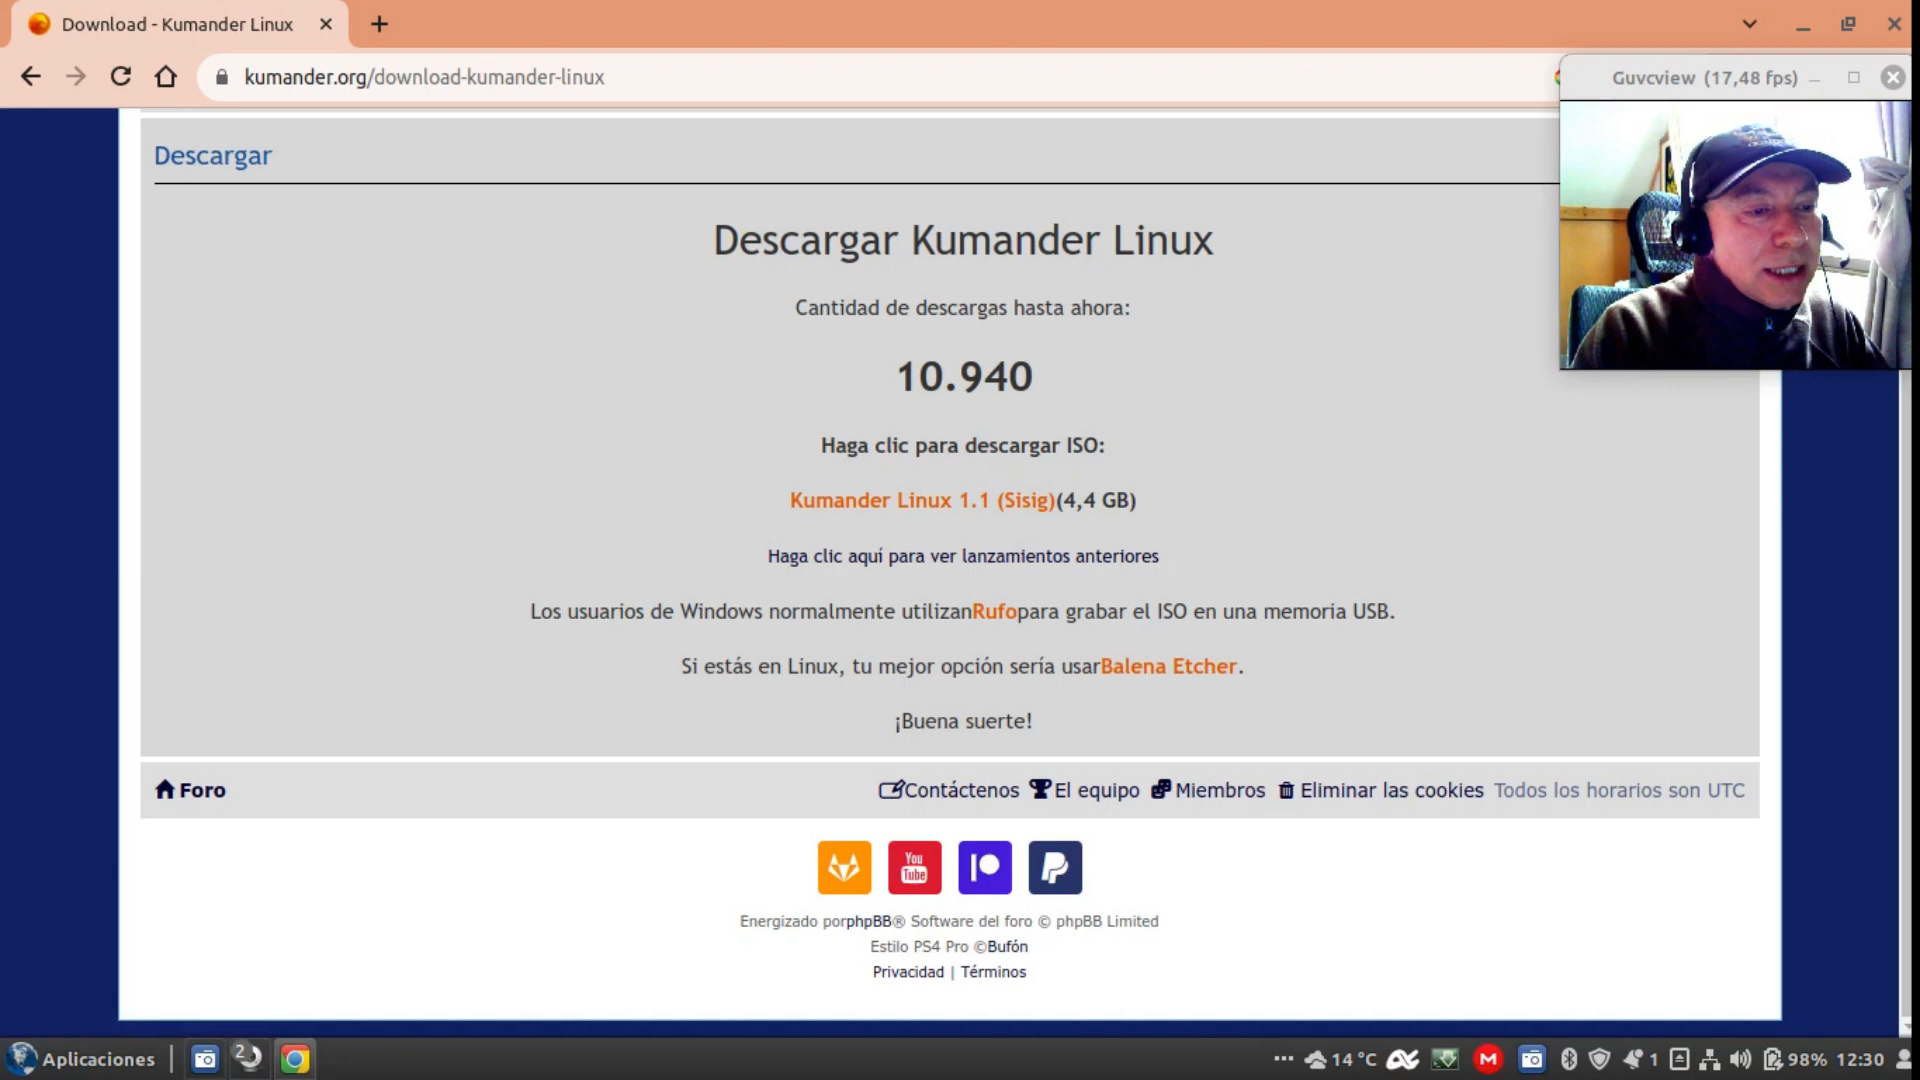 Download - Kumander Linux
kumander.org/download-kumander-linux
Guvcview (17,48 fps)
Descargar
Descargar Kumander Linux
Cantidad de descargas hasta ahora:
10.940
Haga clic para descargar ISO:
Kumander Linux 1.1 (Sisig)(4,4 GB)
Haga clic aquí para ver lanzamientos anteriores
Los usuarios de Windows normalmente utilizanRufopara grabar el ISO en una memoria USB.
Si estás en Linux, tu mejor opción sería usarBalena Etcher.
¡Buena suerte!
Foro
Contáctenos El equipo Miembros Eliminar las cookies Todos los horarios son UTC
You
Tube
Energizado porphpBB® Software del foro © phpBB Limited
Estilo PS4 Pro ©Bufón
Privacidad | Términos
Aplicaciones 2 14 °C M 1 98% 12:30